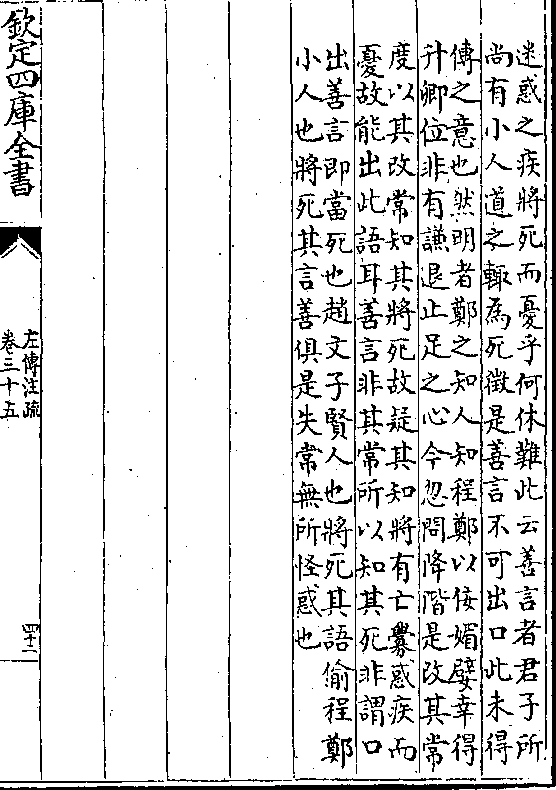 迷惑之疾將死而憂乎何休難此云善言者君子所
尚有小人道之輒為死徵是善言不可出口此未得
傳之意也然明者鄭之知人知程鄭以佞媚嬖幸得
升卿位非有謙退止足之心今忽問降階是改其常
度以其改常知其將死故疑其知將有亡釁惑疾而
憂故能出此語耳善言非其常所以知其死非謂口
出善言即當死也趙文子賢人也將死其語偷程鄭
小人也將死其言善俱是失常無所怪惑也
欽定四庫全書
左傳注疏
卷三十五
四十二